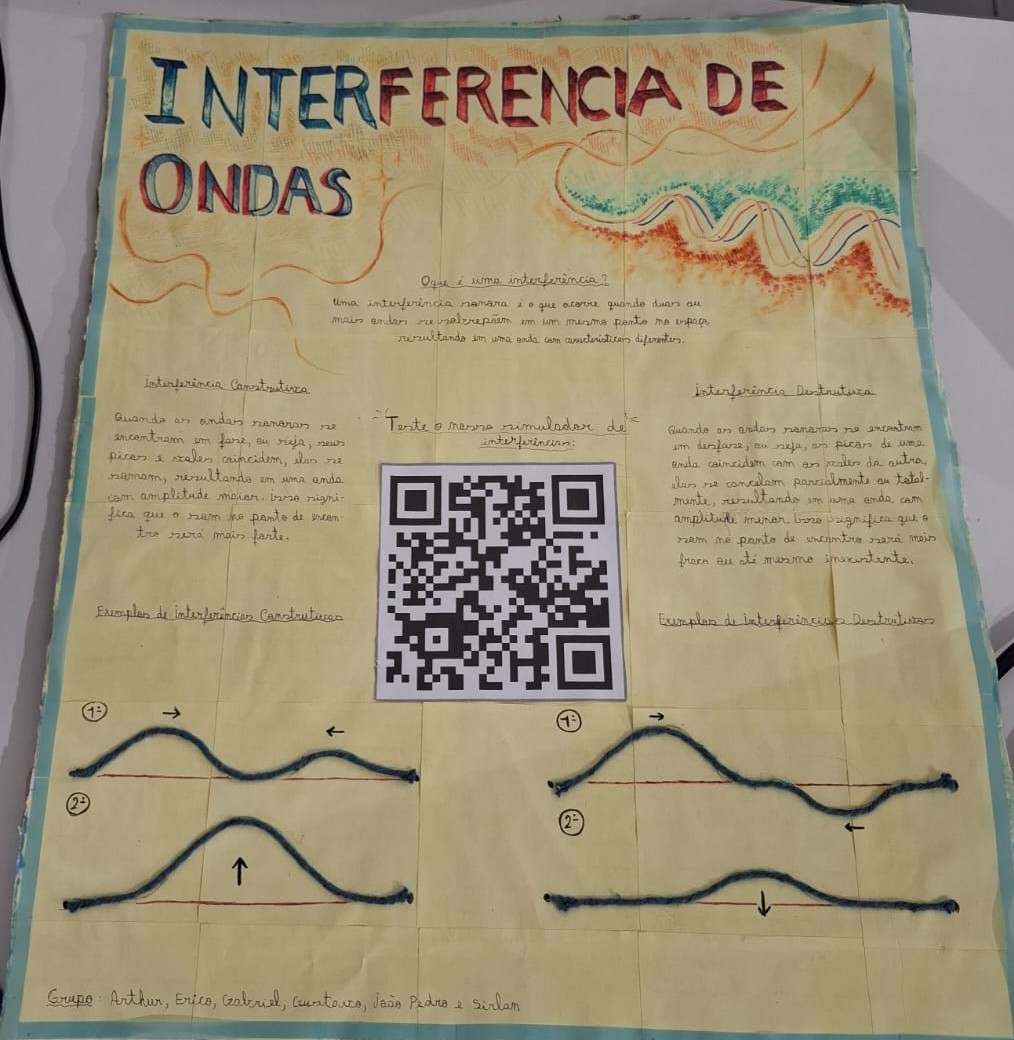 INTERFERENCIA DE
ONDAS
Oque é uma interferência?
Uma interferência sonora é o que ocorre quando duas ou
mais ondas se sobrepõem em um mesmo ponto no espaço,
resultando em uma onda com características diferentes.
Interferência Construtiva
Quando as ondas sonoras se
encontram em fase, ou seja, seus
picos e vales coincidem, elas se
somam, resultando em uma onda
com amplitude maior. Isso signi-
fica que o som no ponto de encon-
tro será mais forte.
Exemplos de interferências Construtivas
Teste o nosso simulador de
interferências:
Interferência Destrutiva
Quando as ondas sonoras se encontram
em desfase, ou seja, os picos de uma
onda coincidem com os vales da outra,
elas se cancelam parcialmente ou total-
mente, resultando em uma onda com
amplitude menor. Isso significa que o
som no ponto de encontro será mais
fraco ou até mesmo inexistente.
Exemplos de interferências Destrutivas
1º
2º
1º
2º
Grupo: Arthur, Erico, Gabriel, Gustavo, João Pedro e Sirlan